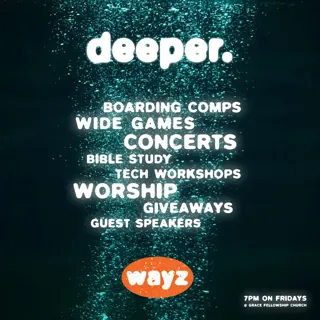 deeper.
BOARDING COMPS
WIDE GAMES
CONCERTS
BIBLE STUDY
TECH WORKSHOPS
WORSHIP
GIVEAWAYS
GUEST SPEAKERS
wayz
7PM ON FRIDAYS
@ GRACE FELLOWSHIP CHURCH